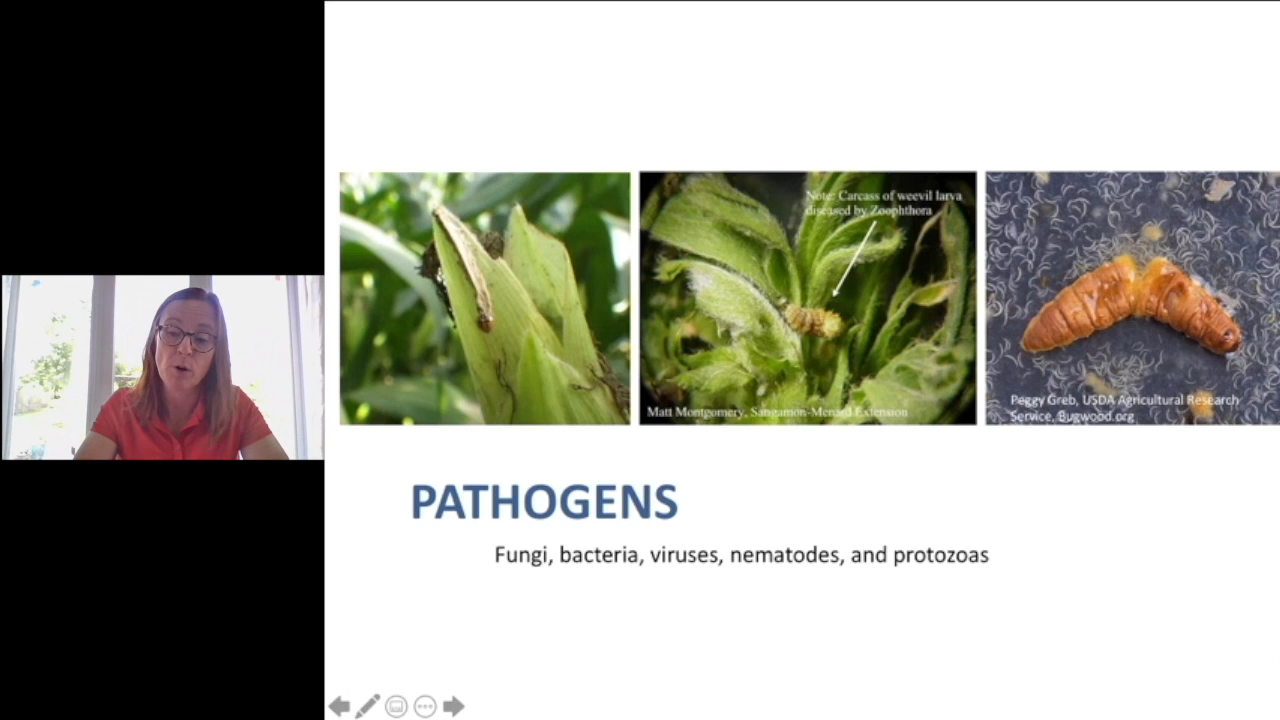 Note: Carcass of weevil larva
diseased by Zoophthora
Matt Montgomery, Sangamon-Menard Extension
Peggy Greb, USDA Agricultural Research
Service, Bugwood.org
PATHOGENS
Fungi, bacteria, viruses, nematodes, and protozoas